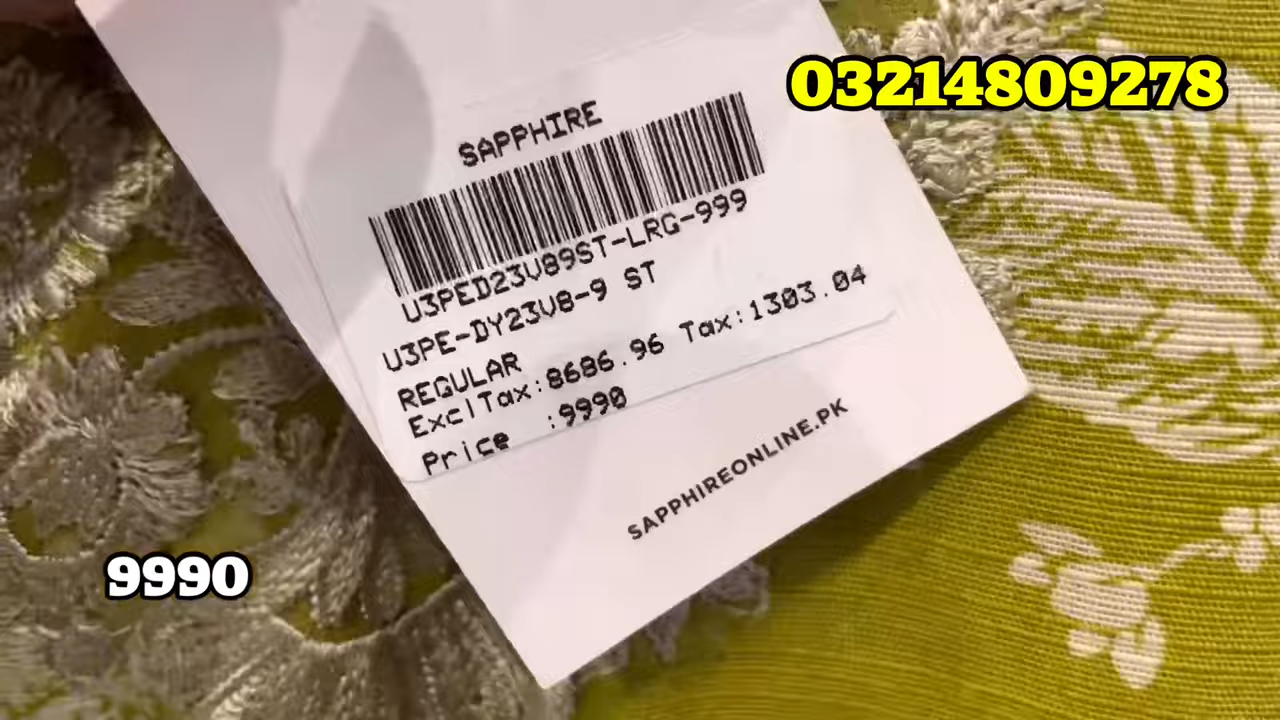 03214809278
SAPPHIRE
U3PED23V89ST-LRG-999
U3PE-DY23V8-9 ST
REGULAR
ExclTax:8686.96 Tax:1303.04
Price :9990
SAPPHIREONLINE.PK
9990